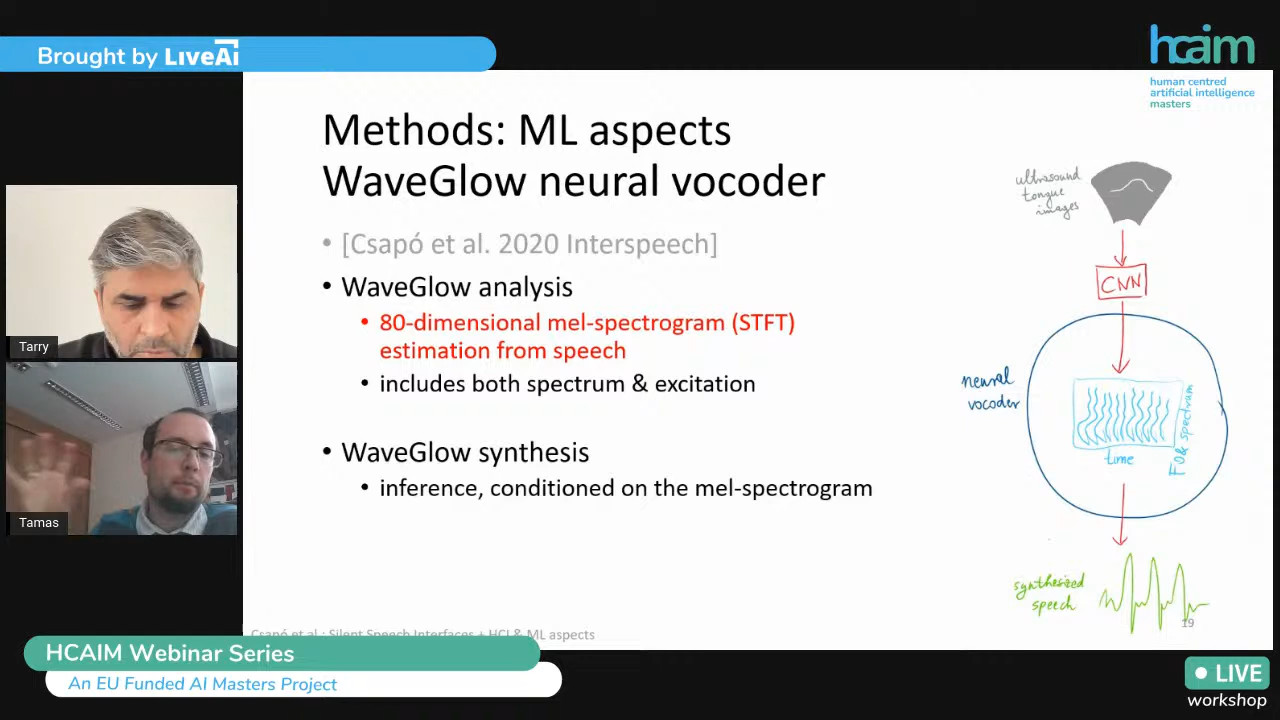 Brought by LiveAi
hcaim
human centred
artificial intelligence
masters
Methods: ML aspects
WaveGlow neural vocoder
• [Csapó et al. 2020 Interspeech]
• WaveGlow analysis
• 80-dimensional mel-spectrogram (STFT)
estimation from speech
• includes both spectrum & excitation
• WaveGlow synthesis
• inference, conditioned on the mel-spectrogram
ultrasound
tongue
images
CNN
neural
vocoder
time
F0& spectrum
synthesized
speech
19
Csapó et al.: Silent Speech Interfaces + HCI & ML aspects
Tarry
Tamas
HCAIM Webinar Series
An EU Funded AI Masters Project
LIVE
workshop